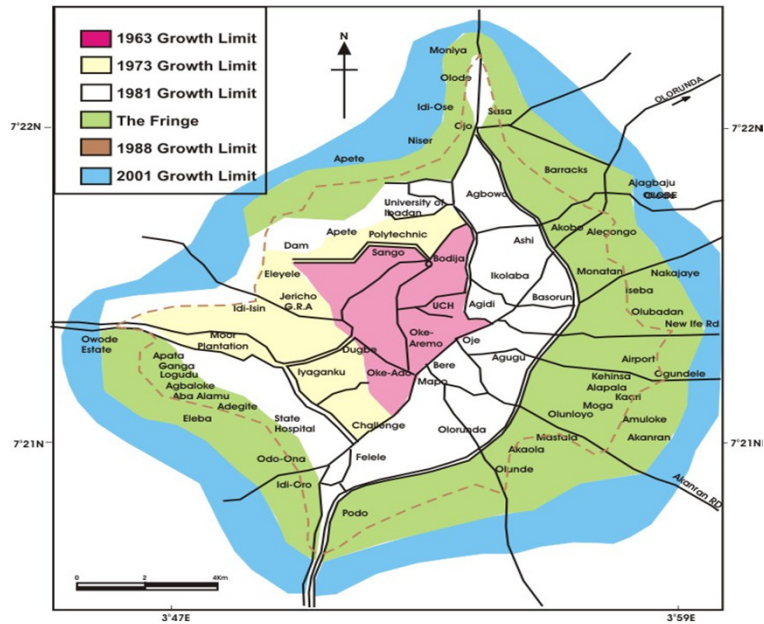 1963 Growth Limit
1973 Growth Limit
1981 Growth Limit
The Fringe
1988 Growth Limit
2001 Growth Limit
N
Moniya
Olode
Idi-Ose
Sasa
Ojo
Niser
7°22N
7°22N
OLORUNDA
Apete
Barracks
Ajagbaju
Agbowo
University of
Ibadan
Apete
Polytechnic
Akobo
Alegongo
Ashi
Dam
Sango
Bodija
Eleyele
Ikolaba
Monatan
Nakajaye
iseba
Jericho
G.R.A
UCH
Agidi
Basorun
Idi-Isin
Olubadan
New Ife Rd
Owode
Estate
Moor
Plantation
Oke-
Aremo
Oje
Dugbe
Apata
Ganga
Logudu
Agbaloke
Aba Alamu
Adegite
Eleba
Iyaganku
Oke-Ado
Bere
Mapo
Agugu
Airport
Ogundele
Kehinsa
Alapala
Kacri
Moga
Olunloyo
Amuloke
Akanran
State
Hospital
Challenge
Olorunda
Mastala
7°21N
7°21N
Akaola
Odo-Ona
Felele
Olunde
Idi-Oro
Akanran RD
Podo
0 2 4Km
3°47E
3°59E